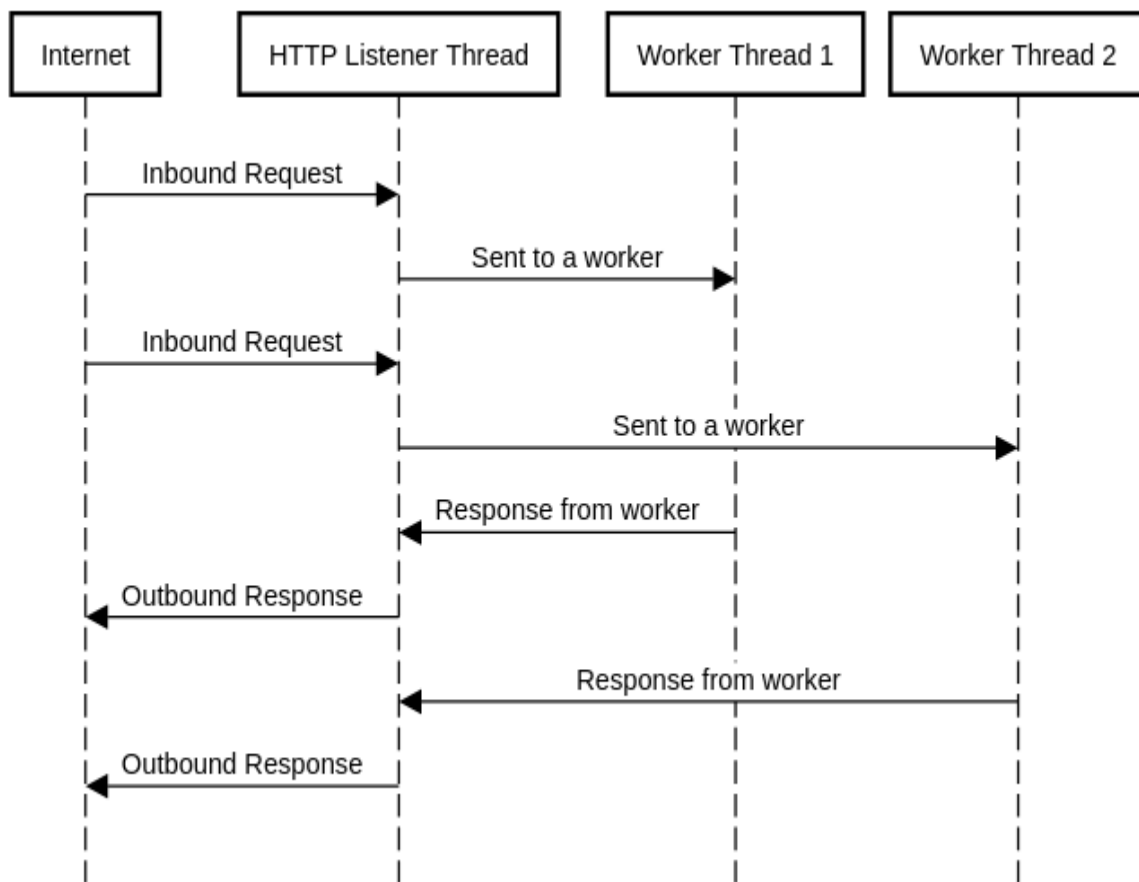 Internet
HTTP Listener Thread
Worker Thread 1
Worker Thread 2
Inbound Request
Sent to a worker
Inbound Request
Sent to a worker
Response from worker
Outbound Response
Response from worker
Outbound Response